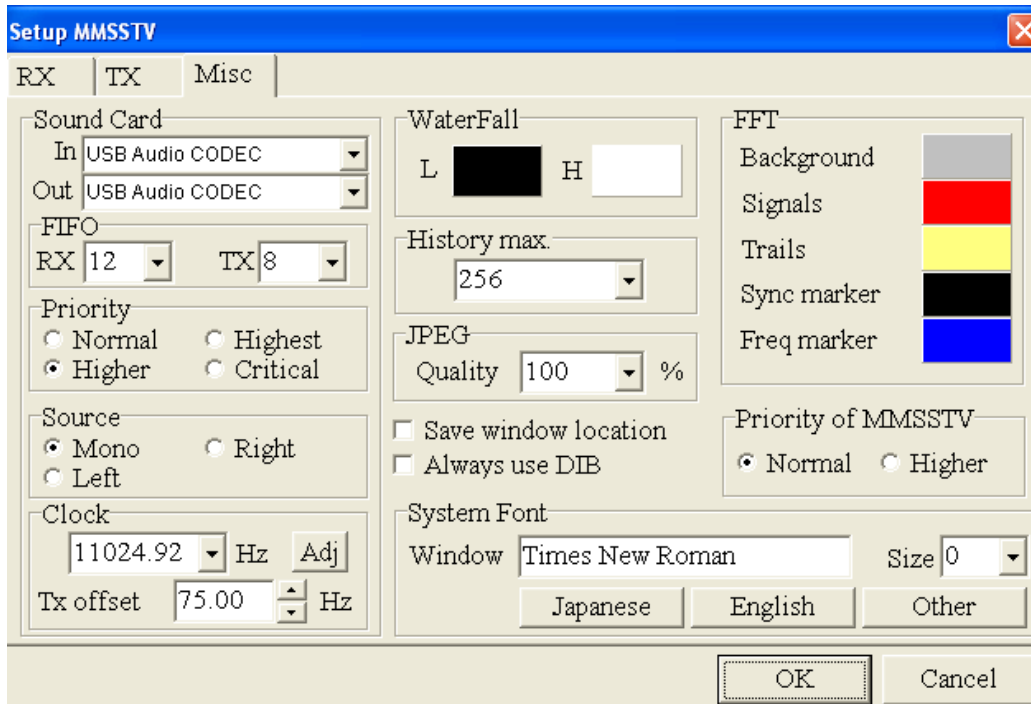 Setup MMSSTV
RX TX Misc
Sound Card
In USB Audio CODEC
Out USB Audio CODEC
FIFO
RX 12 TX 8
Priority
Normal Highest
Higher Critical
Source
Mono Right
Left
Clock
11024.92 Hz Adj
Tx offset 75.00 Hz
WaterFall
L H
History max.
256
JPEG
Quality 100 %
Save window location
Always use DIB
FFT
Background
Signals
Trails
Sync marker
Freq marker
Priority of MMSSTV
Normal Higher
System Font
Window Times New Roman Size 0
Japanese English Other
OK Cancel